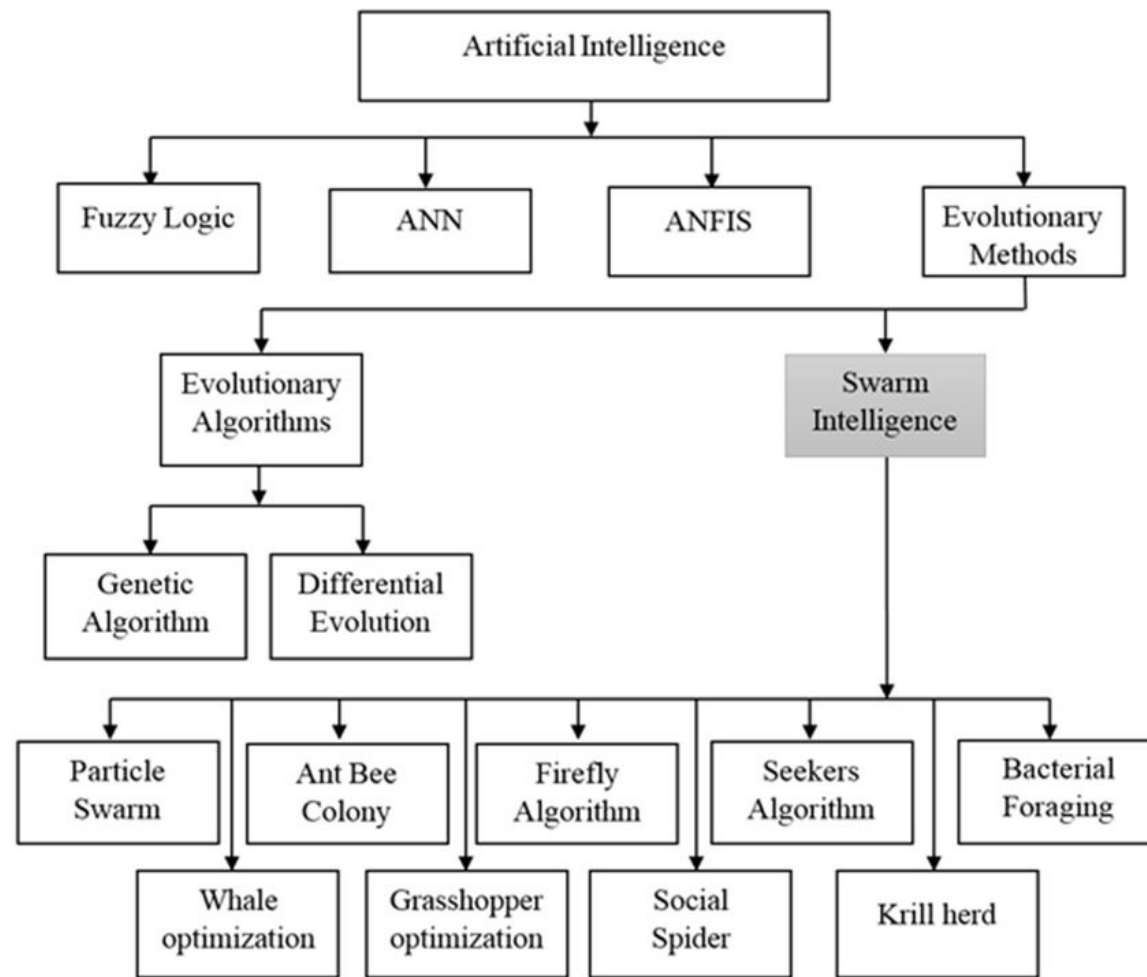 Artificial Intelligence
Fuzzy Logic
ANN
ANFIS
Evolutionary
Methods
Evolutionary
Algorithms
Swarm
Intelligence
Genetic
Algorithm
Differential
Evolution
Particle
Swarm
Ant Bee
Colony
Firefly
Algorithm
Seekers
Algorithm
Bacterial
Foraging
Whale
optimization
Grasshopper
optimization
Social
Spider
Krill herd